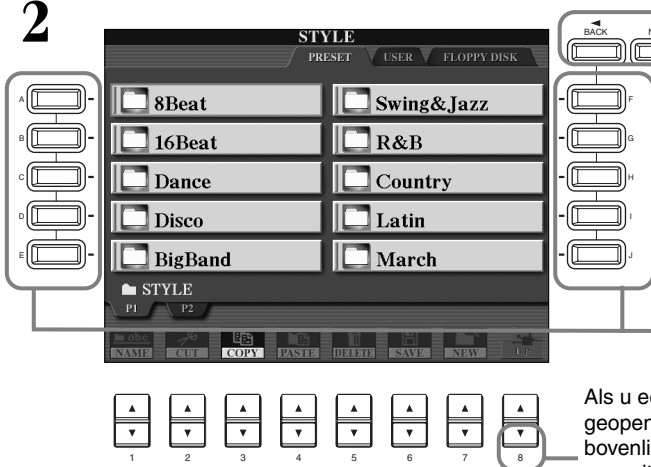 2
STYLE
BACK
PRESET USER FLOPPY DISK
A 8Beat Swing&Jazz F
B 16Beat R&B G
C Dance Country H
D Disco Latin I
E BigBand March J
STYLE
P1 P2
NAME CUT COPY PASTE DELETE SAVE NEW UP
Als u
geopen
bovenli
1 2 3 4 5 6 7 8